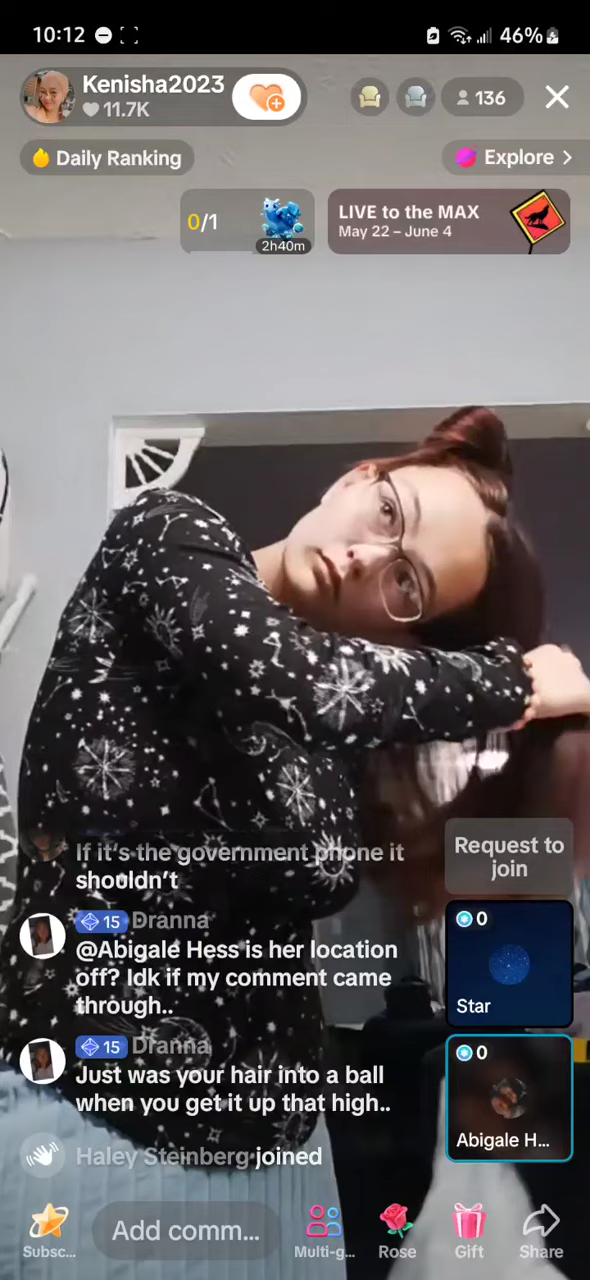 10:12
46%
Kenisha2023
11.7K
136
Daily Ranking
Explore >
0/1
2h40m
LIVE to the MAX
May 22 – June 4
If it's the government phone it
shouldn't
Request to
join
15 Dranna
@Abigale Hess is her location
off? Idk if my comment came
through..
0
Star
15 Dranna
Just was your hair into a ball
when you get it up that high..
0
Abigale H...
Haley Steinberg joined
Subsc...
Add comm...
Multi-g...
Rose
Gift
Share